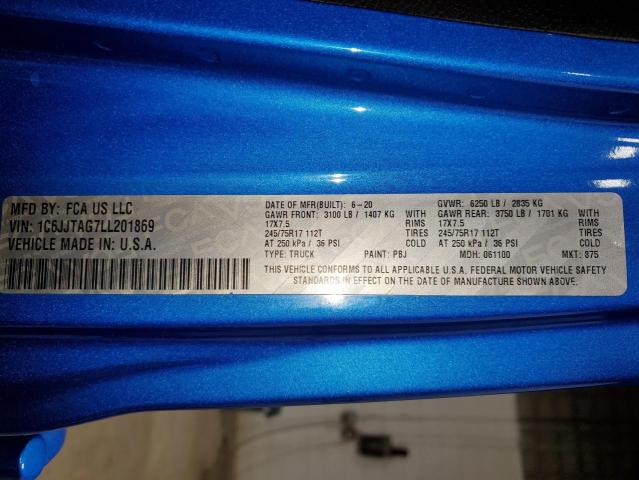 MFD BY: FCA US LLC
VIN: 1C6JJTAG7LL201869
VEHICLE MADE IN U.S.A.
DATE OF MFR(BUILT): 6-20 GVWR: 6250 LB / 2835 KG
GAWR FRONT: 3100 LB / 1407 KG WITH GAWR REAR: 3750 LB / 1701 KG WITH
17X7.5 RIMS 17X7.5 RIMS
245/75R17 112T TIRES 245/75R17 112T TIRES
AT 250 kPa / 36 PSI COLD AT 250 kPa / 36 PSI COLD
TYPE: TRUCK PAINT: PBJ MDH: 061100 MKT: 875
THIS VEHICLE CONFORMS TO ALL APPLICABLE U.S.A. FEDERAL MOTOR VEHICLE SAFETY
STANDARDS IN EFFECT ON THE DATE OF MANUFACTURE SHOWN ABOVE.